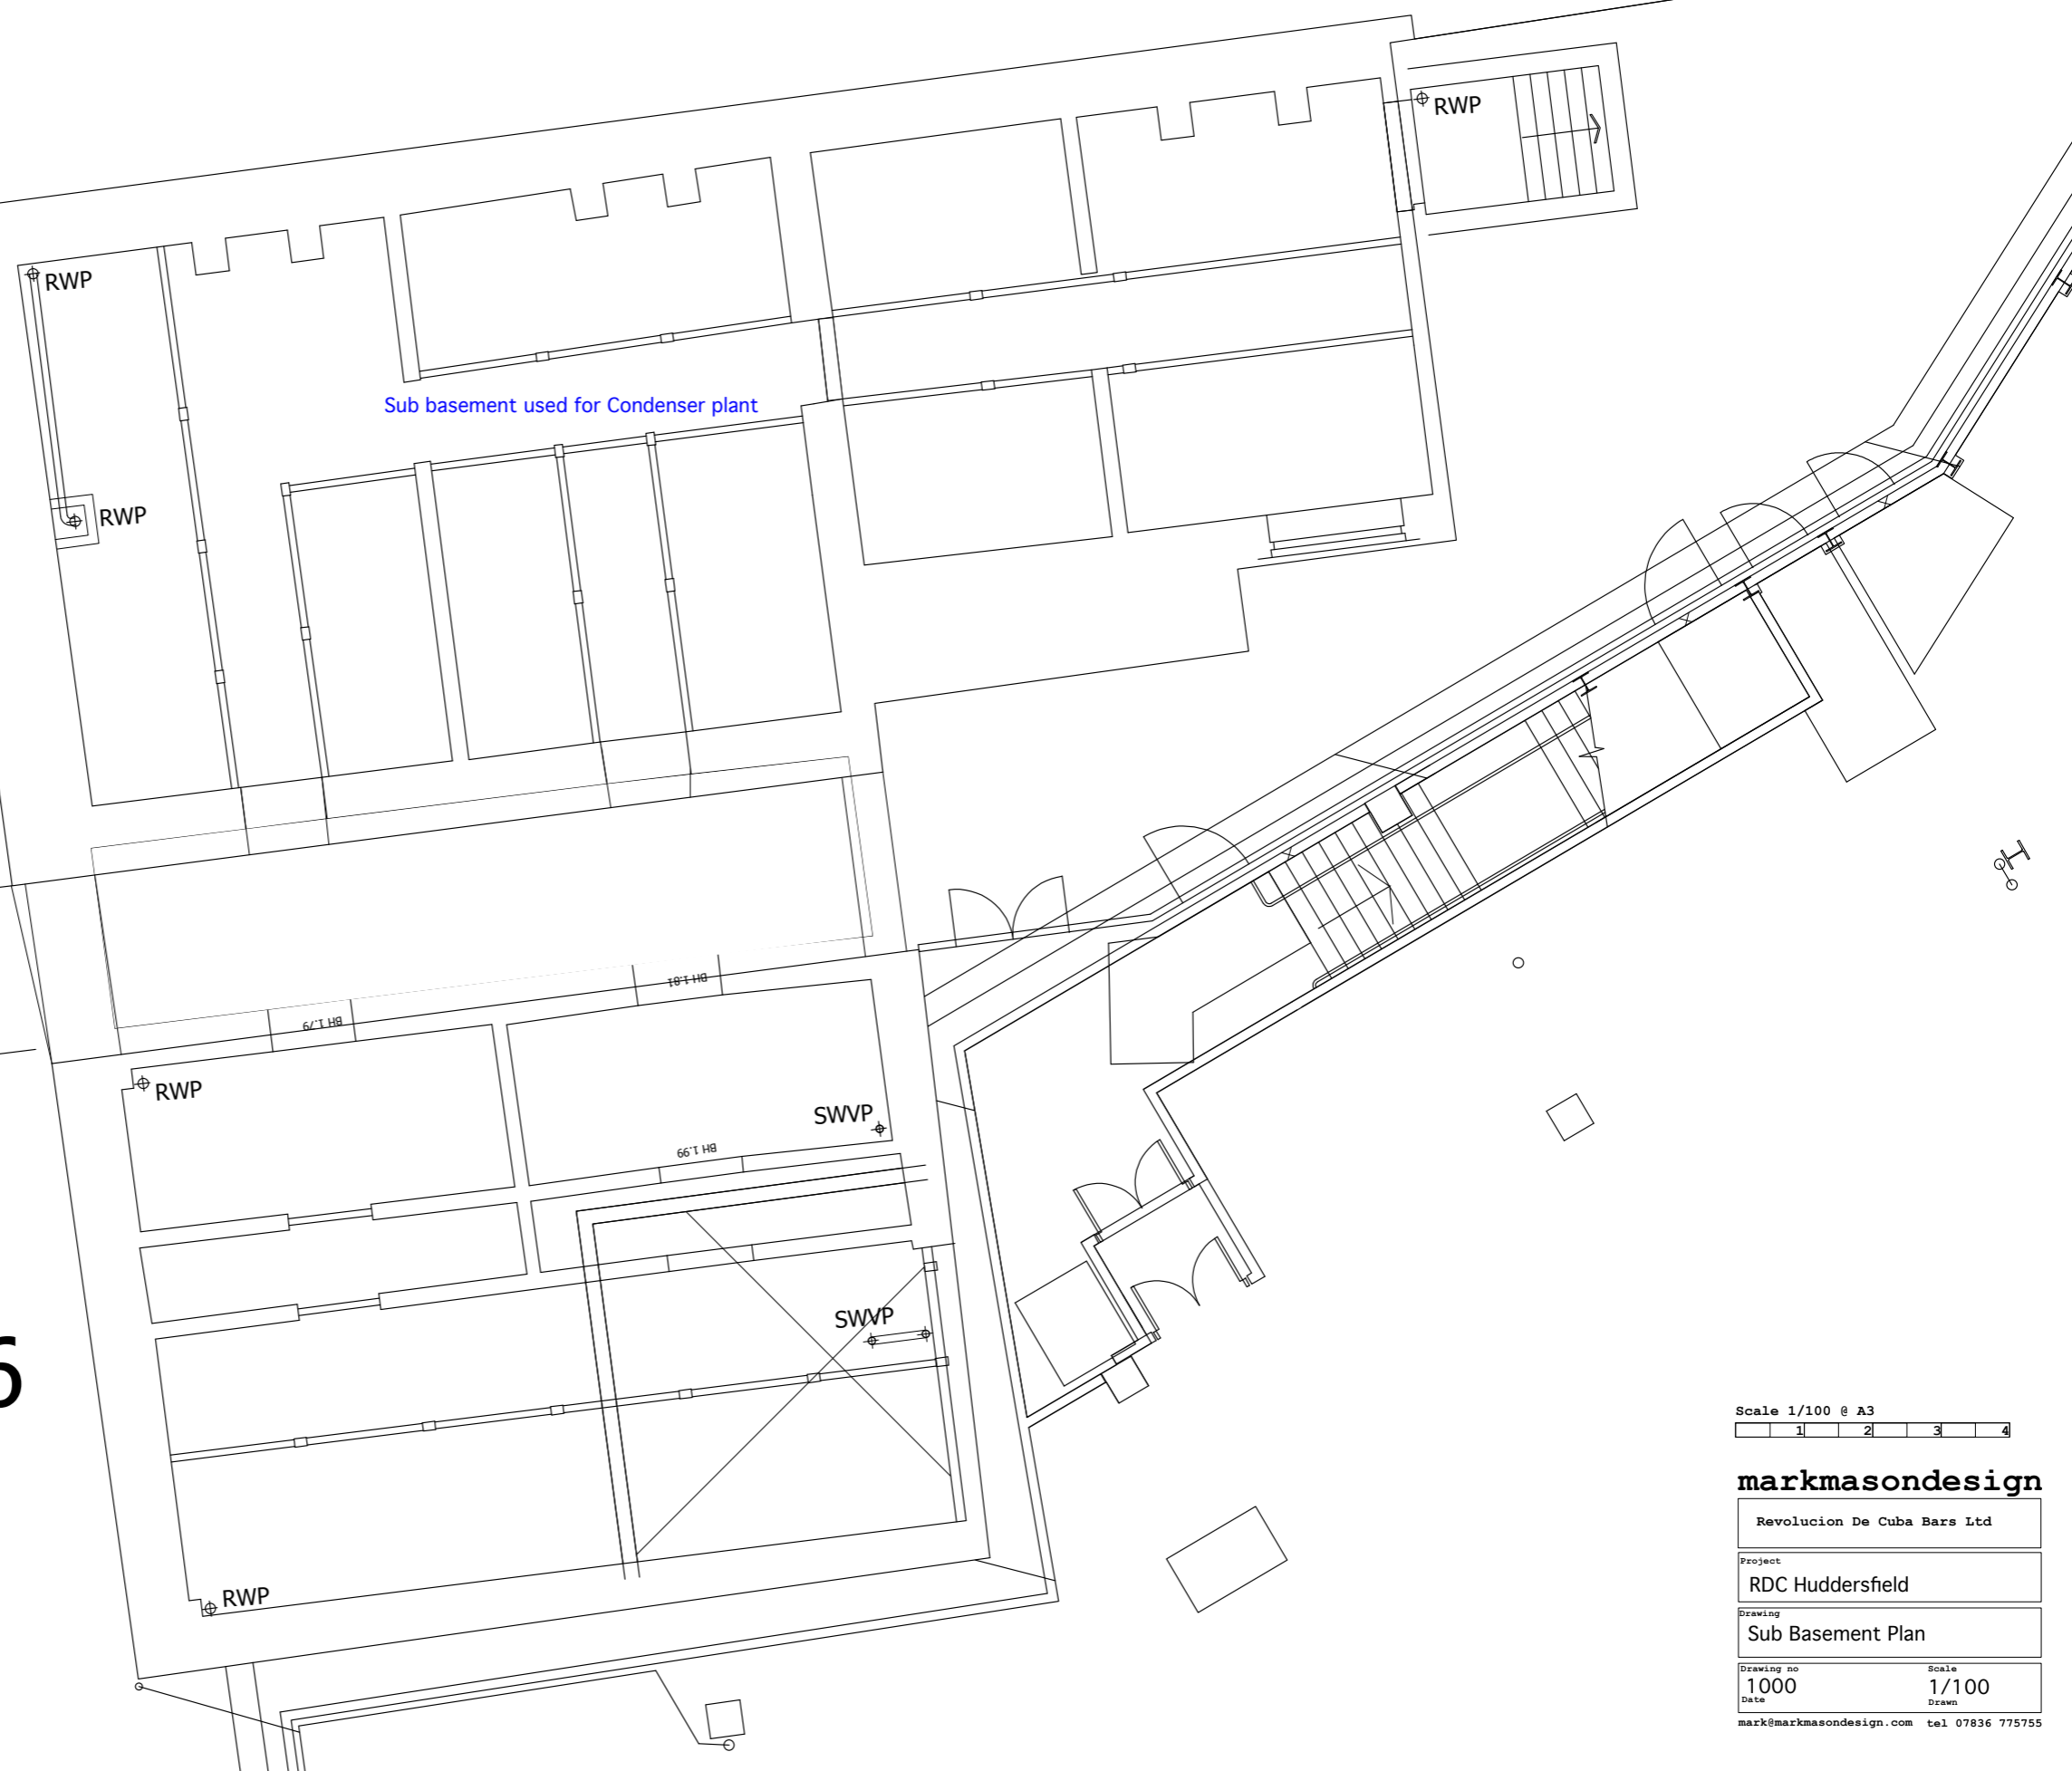 RWP
RWP
Sub basement used for Condenser plant
RWP
BH 1.81
BH 1.79
RWP
SWVP
BH 1.99
SWVP
6
RWP
Scale 1/100 @ A3
1 2 3 4
markmasondesign
Revolucion De Cuba Bars Ltd
Project
RDC Huddersfield
Drawing
Sub Basement Plan
Drawing no Scale
1000 1/100
Date Drawn
mark@markmasondesign.com tel 07836 775755